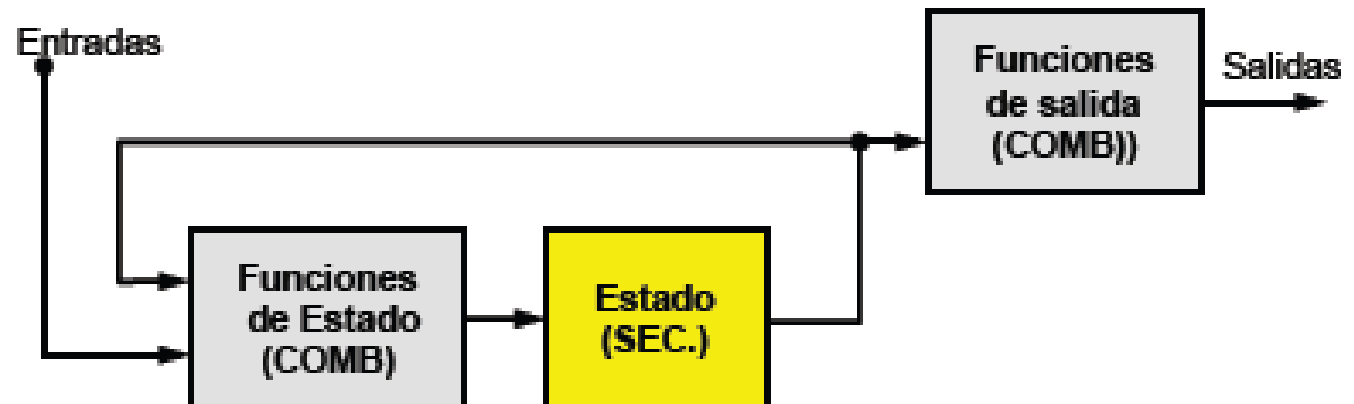 Entradas
Funciones
de salida
(COMB))
Salidas
Funciones
de Estado
(COMB)
Estado
(SEC.)